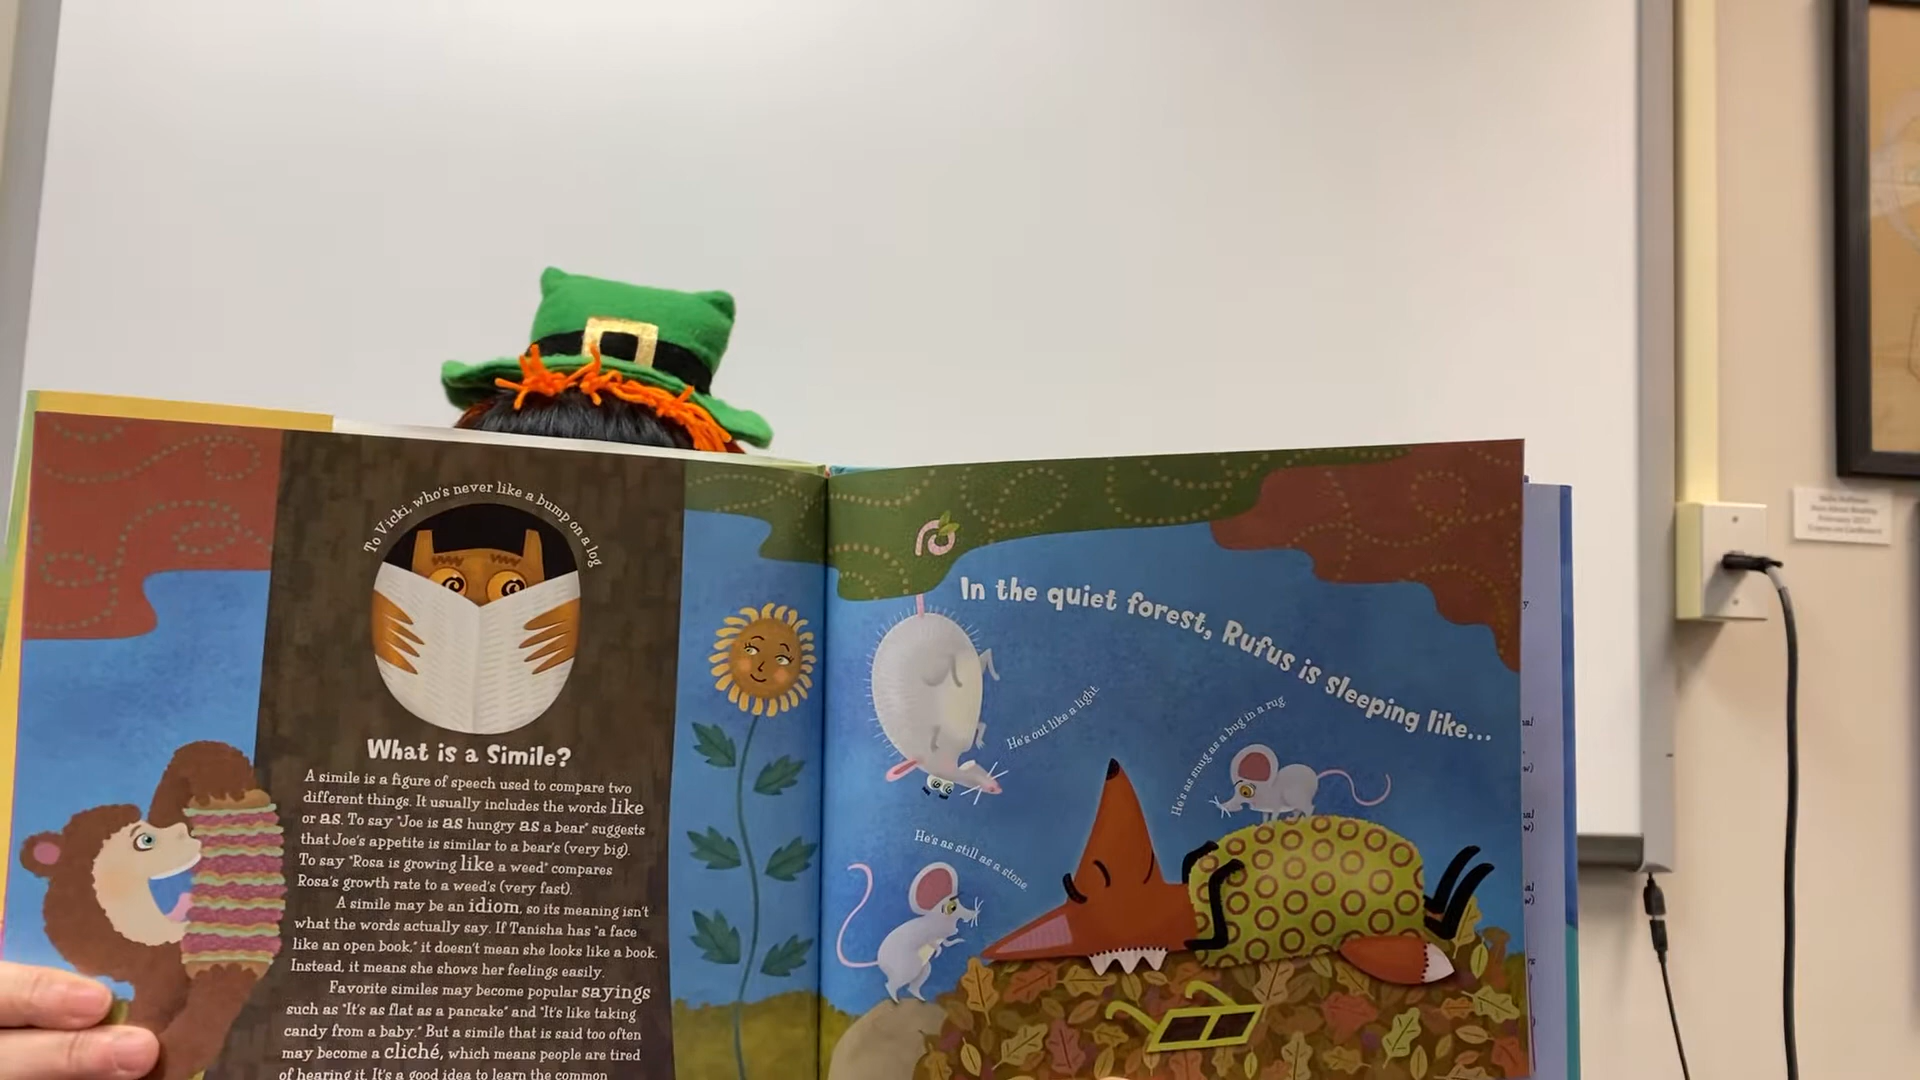 To Vicki, who's never like a bump on a log
What is a Simile?
A simile is a figure of speech used to compare two
different things. It usually includes the words like
or as. To say "Joe is as hungry as a bear" suggests
that Joe's appetite is similar to a bear's (very big).
To say "Rosa is growing like a weed" compares
Rosa's growth rate to a weed's (very fast).
A simile may be an idiom, so its meaning isn't
what the words actually say. If Tanisha has "a face
like an open book," it doesn't mean she looks like a book.
Instead, it means she shows her feelings easily.
Favorite similes may become popular sayings
such as "It's as flat as a pancake" and "It's like taking
candy from a baby." But a simile that is said too often
may become a cliché, which means people are tired
of hearing it. It's a good idea to learn the common
In the quiet forest, Rufus is sleeping like...
He's out like a light.
He's as snug as a bug in a rug.
He's as still as a stone.